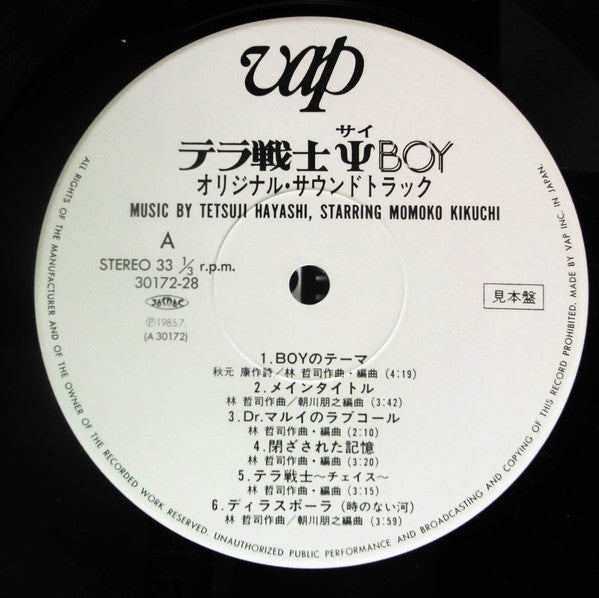 vap
サイ
テラ戦士ΨBOY
オリジナル・サウンドトラック
MUSIC BY TETSUJI HAYASHI, STARRING MOMOKO KIKUCHI
A
STEREO 33 1/3 r.p.m.
30172-28
JASRAC
Ⓟ1985.7.
(A 30172)
見本盤
1.BOYのテーマ
秋元 康作詩/林 哲司作曲・編曲 (4:19)
2.メインタイトル
林 哲司作曲/朝川朋之編曲 (3:42)
3.Dr.マルイのラブコール
林 哲司作曲・編曲 (2:10)
4.閉ざされた記憶
林 哲司作曲・編曲 (3:20)
5.テラ戦士〜チェイス〜
林 哲司作曲・編曲 (3:15)
6.ディラスポーラ (時のない河)
林 哲司作曲/朝川朋之編曲 (3:59)
ALL RIGHTS OF THE MANUFACTURER AND OF THE OWNER OF THE RECORDED WORK RESERVED. UNAUTHORIZED PUBLIC PERFORMANCE AND BROADCASTING AND COPYING OF THIS RECORD PROHIBITED. MADE BY VAP INC. IN JAPAN.